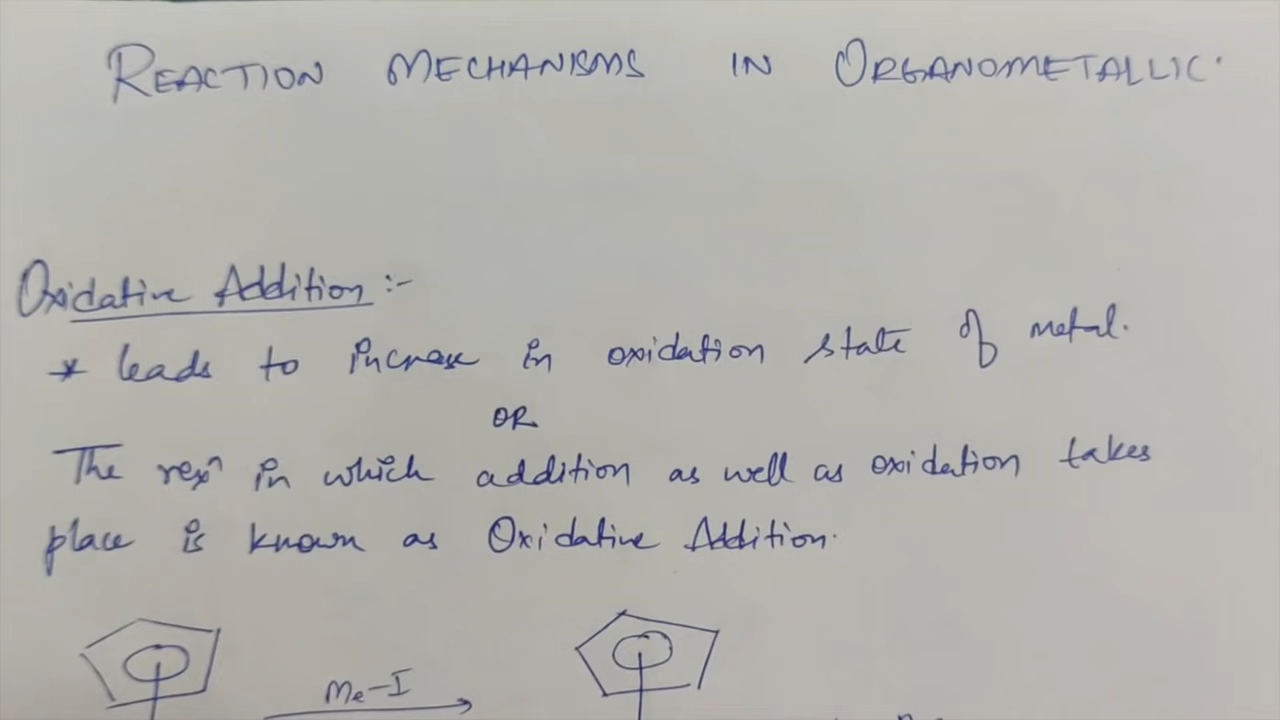 REACTION MECHANISMS IN ORGANOMETALLIC.
Oxidative Addition :-
* leads to increase in oxidation state of metal.
OR
The rexⁿ in which addition as well as oxidation takes
place is known as Oxidative Addition.
Me-I